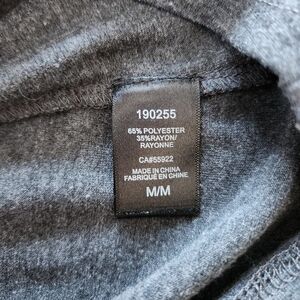 190255
65% POLYESTER
35%RAYON/
RAYONNE
CA#55922
MADE IN CHINA
FABRIQUÉ EN CHINE
M/M